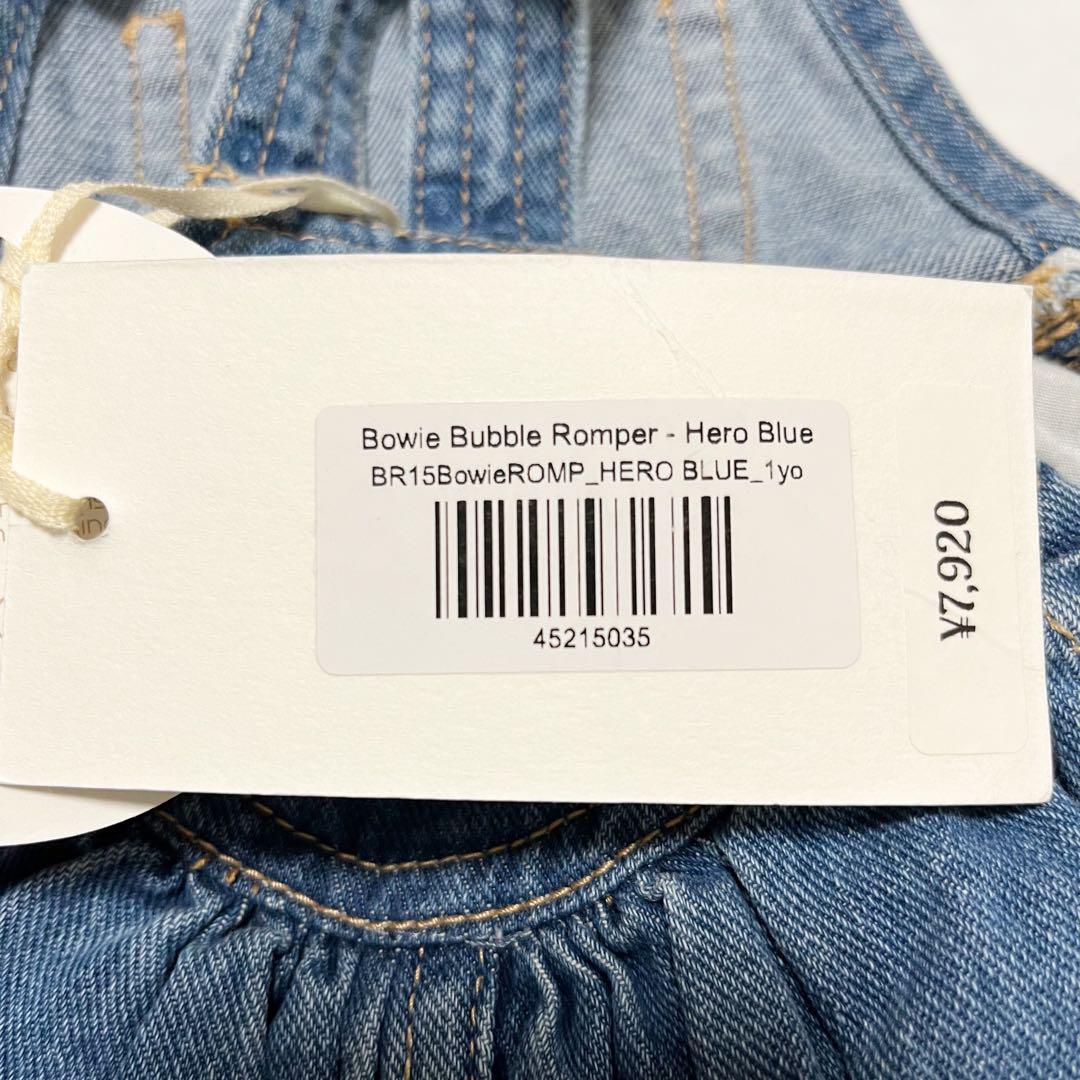 Bowie Bubble Romper - Hero Blue
BR15BowieROMP_HERO BLUE_1yo
45215035
¥7,920